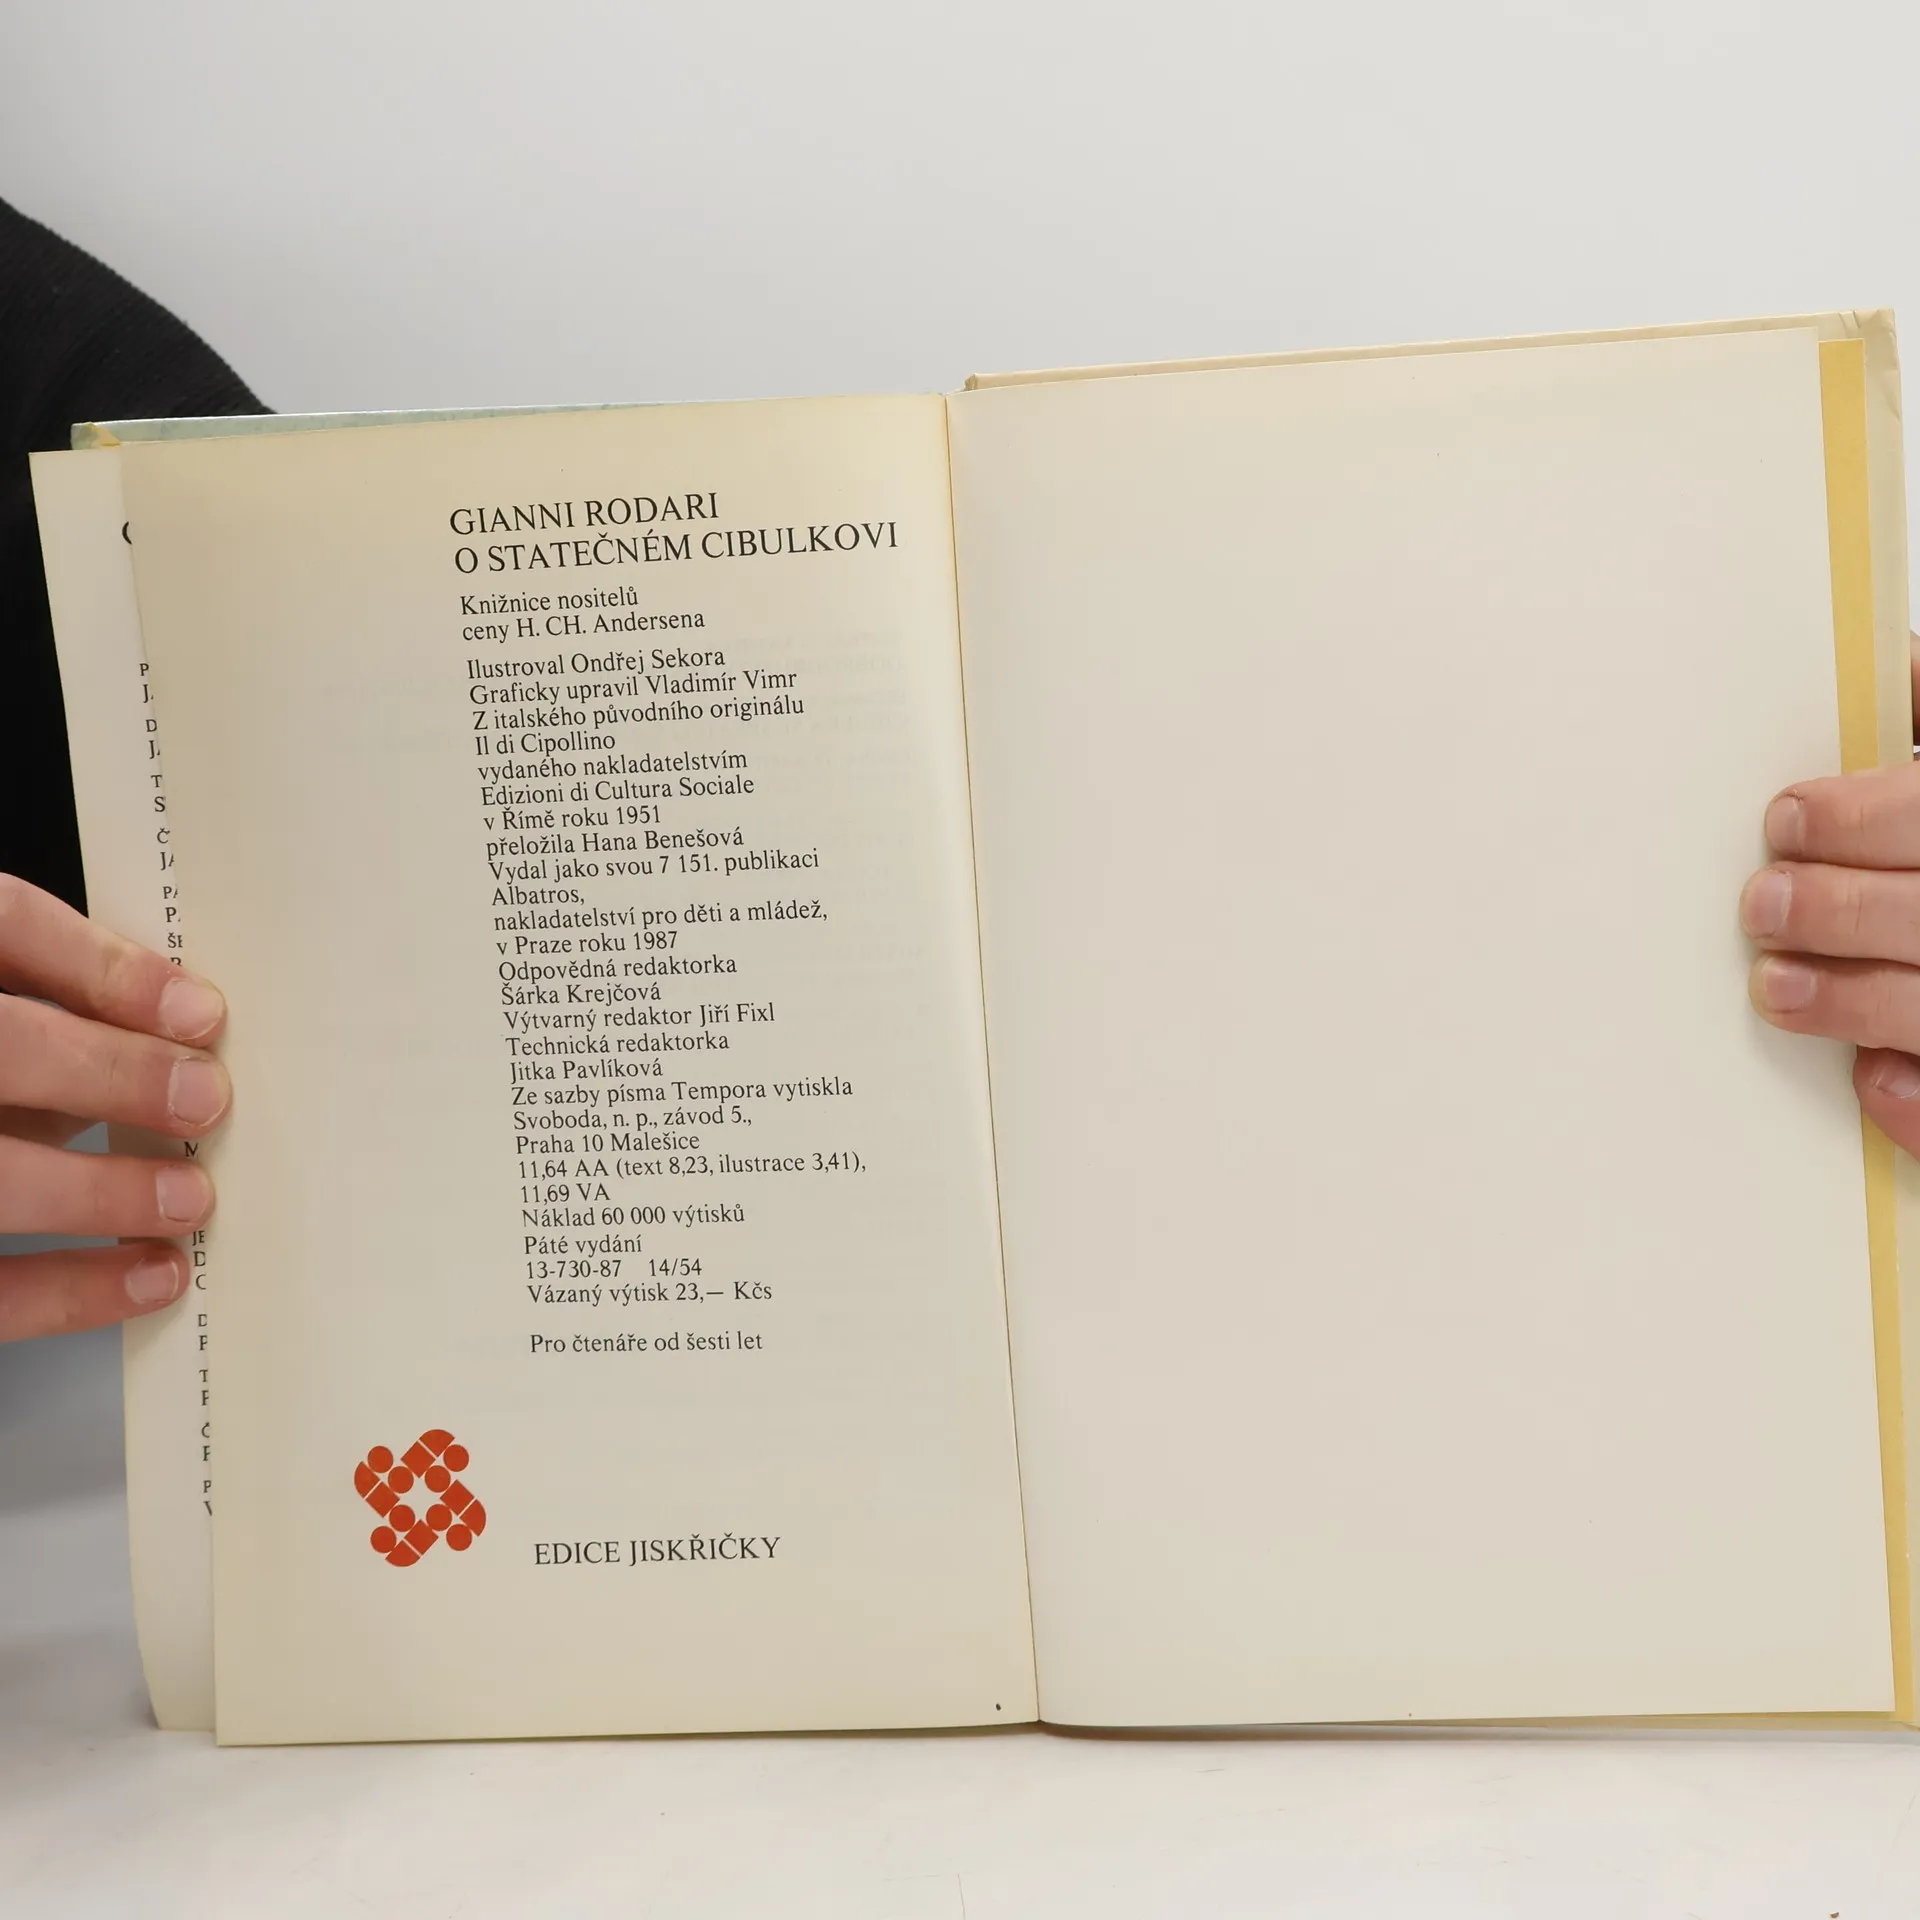 GIANNI RODARI
O STATEČNÉM CIBULKOVI
Knižnice nositelů
ceny H. CH. Andersena
Ilustroval Ondřej Sekora
Graficky upravil Vladimír Vimr
Z italského původního originálu
Il di Cipollino
vydaného nakladatelstvím
Edizioni di Cultura Sociale
v Římě roku 1951
přeložila Hana Benešová
Vydal jako svou 7 151. publikaci
Albatros,
nakladatelství pro děti a mládež,
v Praze roku 1987
Odpovědná redaktorka
Šárka Krejčová
Výtvarný redaktor Jiří Fixl
Technická redaktorka
Jitka Pavlíková
Ze sazby písma Tempora vytiskla
Svoboda, n. p., závod 5.,
Praha 10 Malešice
11,64 AA (text 8,23, ilustrace 3,41),
11,69 VA
Náklad 60 000 výtisků
Páté vydání
13-730-87 14/54
Vázaný výtisk 23,— Kčs
Pro čtenáře od šesti let
EDICE JISKŘIČKY